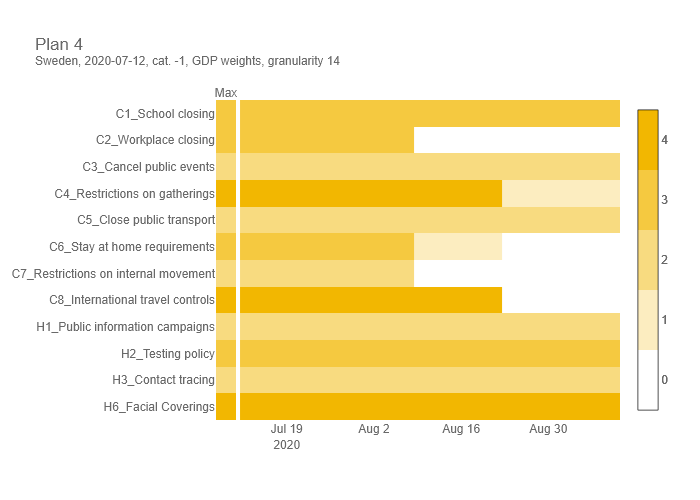 Plan 4
Sweden, 2020-07-12, cat. -1, GDP weights, granularity 14
Max
C1_School closing
C2_Workplace closing
C3_Cancel public events
C4_Restrictions on gatherings
C5_Close public transport
C6_Stay at home requirements
C7_Restrictions on internal movement
C8_International travel controls
H1_Public information campaigns
H2_Testing policy
H3_Contact tracing
H6_Facial Coverings
Jul 19 Aug 2 Aug 16 Aug 30
2020
4
3
2
1
0